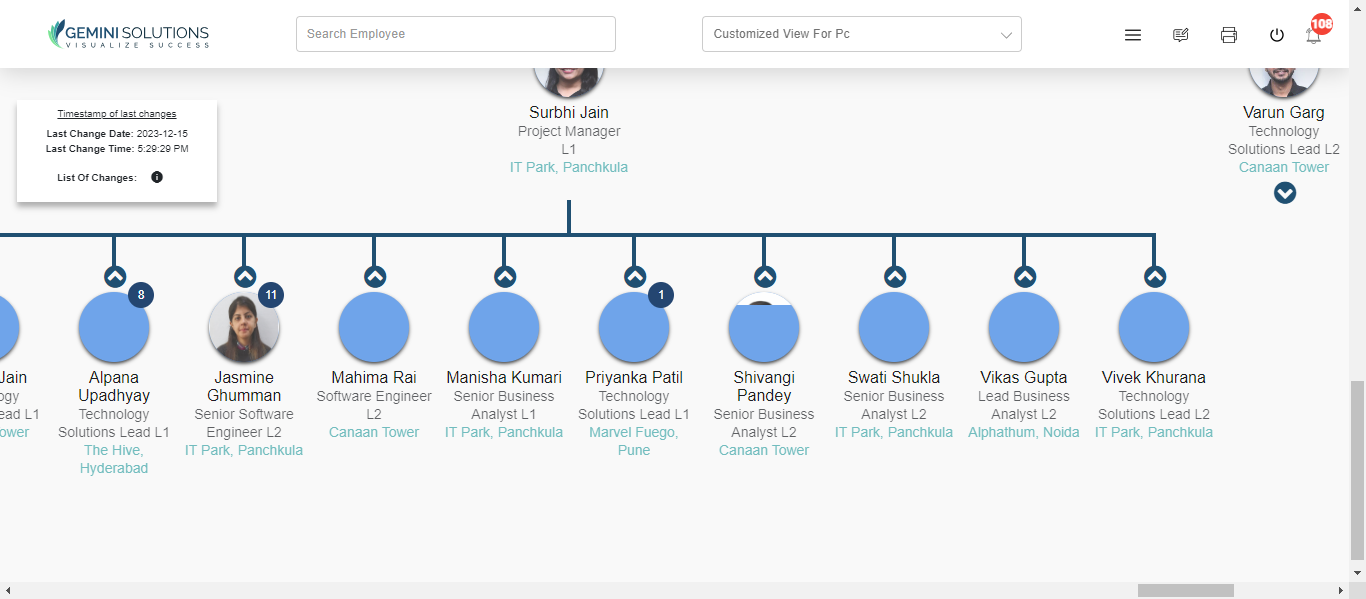 GEMINI SOLUTIONS
VISUALIZE SUCCESS
Search Employee
Customized View For Pc
108
Timestamp of last changes
Last Change Date: 2023-12-15
Last Change Time: 5:29:29 PM
List Of Changes:
Surbhi Jain
Project Manager
L1
IT Park, Panchkula
Varun Garg
Technology
Solutions Lead L2
Canaan Tower
Jain
ogy
ead L1
ower
8
Alpana
Upadhyay
Technology
Solutions Lead L1
The Hive,
Hyderabad
11
Jasmine
Ghumman
Senior Software
Engineer L2
IT Park, Panchkula
Mahima Rai
Software Engineer
L2
Canaan Tower
Manisha Kumari
Senior Business
Analyst L1
IT Park, Panchkula
1
Priyanka Patil
Technology
Solutions Lead L1
Marvel Fuego,
Pune
Shivangi
Pandey
Senior Business
Analyst L2
Canaan Tower
Swati Shukla
Senior Business
Analyst L2
IT Park, Panchkula
Vikas Gupta
Lead Business
Analyst L2
Alphathum, Noida
Vivek Khurana
Technology
Solutions Lead L2
IT Park, Panchkula